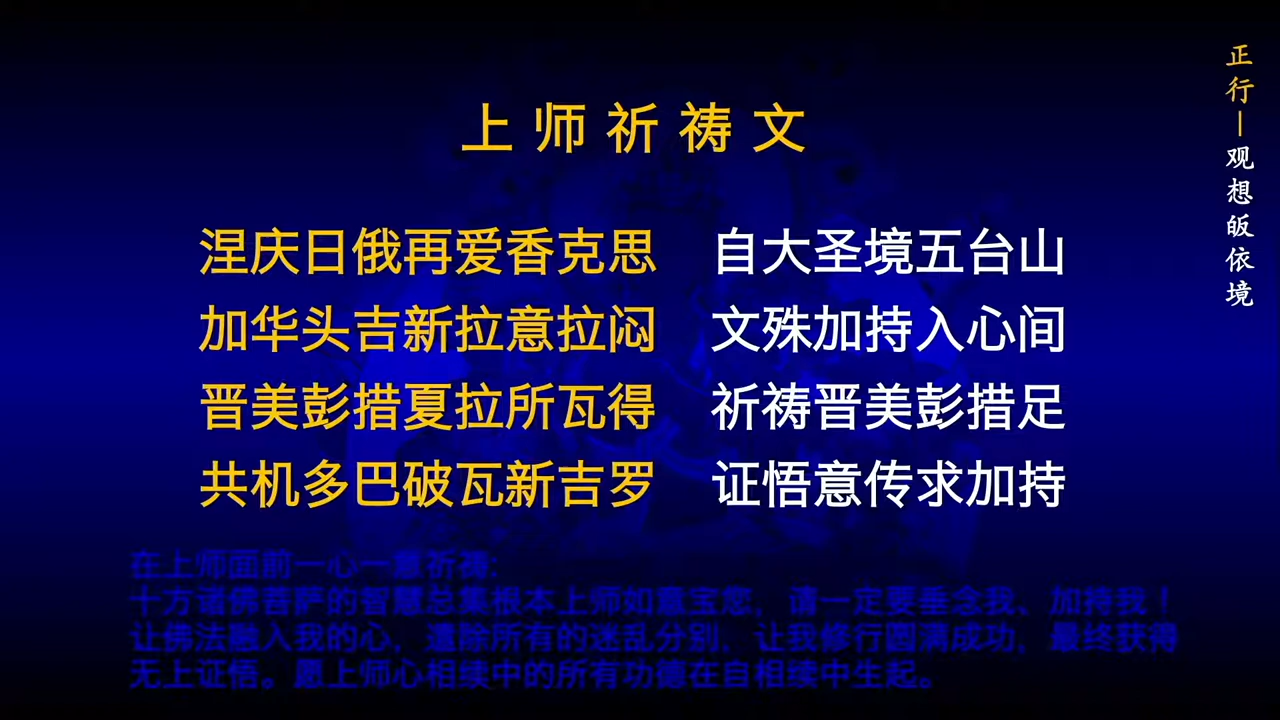 上师祈祷文
涅庆日俄再爱香克思 自大圣境五台山
加华头吉新拉意拉闷 文殊加持入心间
晋美彭措夏拉所瓦得 祈祷晋美彭措足
共机多巴破瓦新吉罗 证悟意传求加持
在上师面前一心一意祈祷:
十方诸佛菩萨的智慧总集根本上师如意宝您，请一定要垂念我、加持我！
让佛法融入我的心，遣除所有的迷乱分别，让我修行圆满成功，最终获得
无上证悟。愿上师心相续中的所有功德在自相续中生起。
正行—观想皈依境